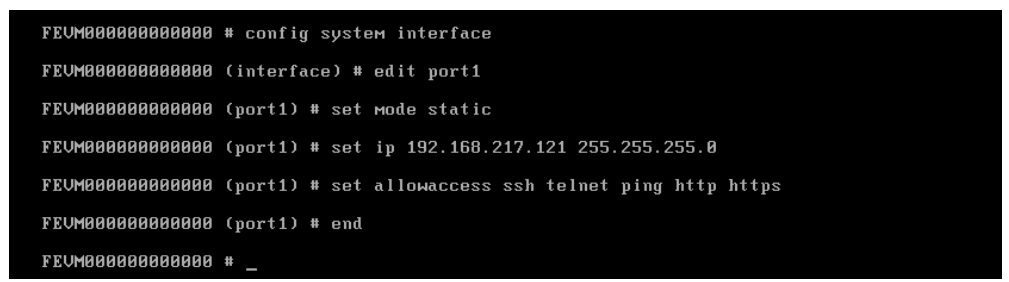 FEVM000000000000 # config system interface
FEVM000000000000 (interface) # edit port1
FEVM000000000000 (port1) # set mode static
FEVM000000000000 (port1) # set ip 192.168.217.121 255.255.255.0
FEVM000000000000 (port1) # set allowaccess ssh telnet ping http https
FEVM000000000000 (port1) # end
FEVM000000000000 # _